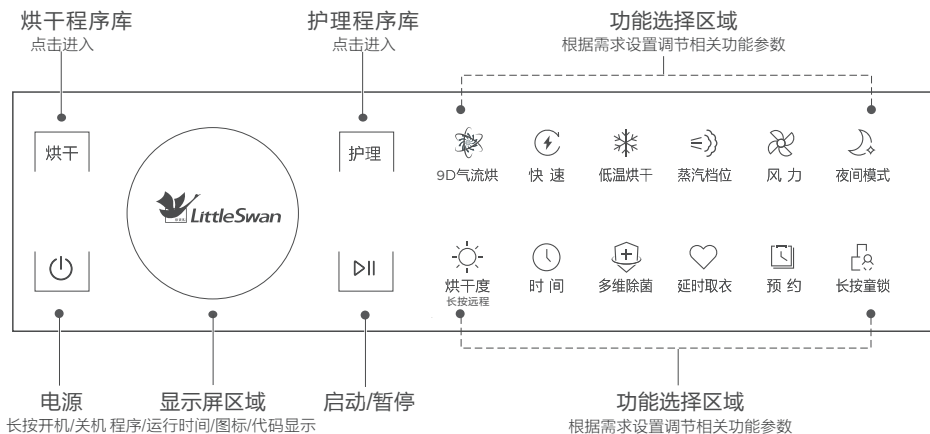 烘干程序库
点击进入
护理程序库
点击进入
功能选择区域
根据需求设置调节相关功能参数
烘干
护理
LittleSwan
9D气流烘
快速
低温烘干
蒸汽档位
风力
夜间模式
烘干度
长按远程
时间
多维除菌
延时取衣
预约
长按童锁
电源
长按开机/关机
显示屏区域
程序/运行时间/图标/代码显示
启动/暂停
功能选择区域
根据需求设置调节相关功能参数